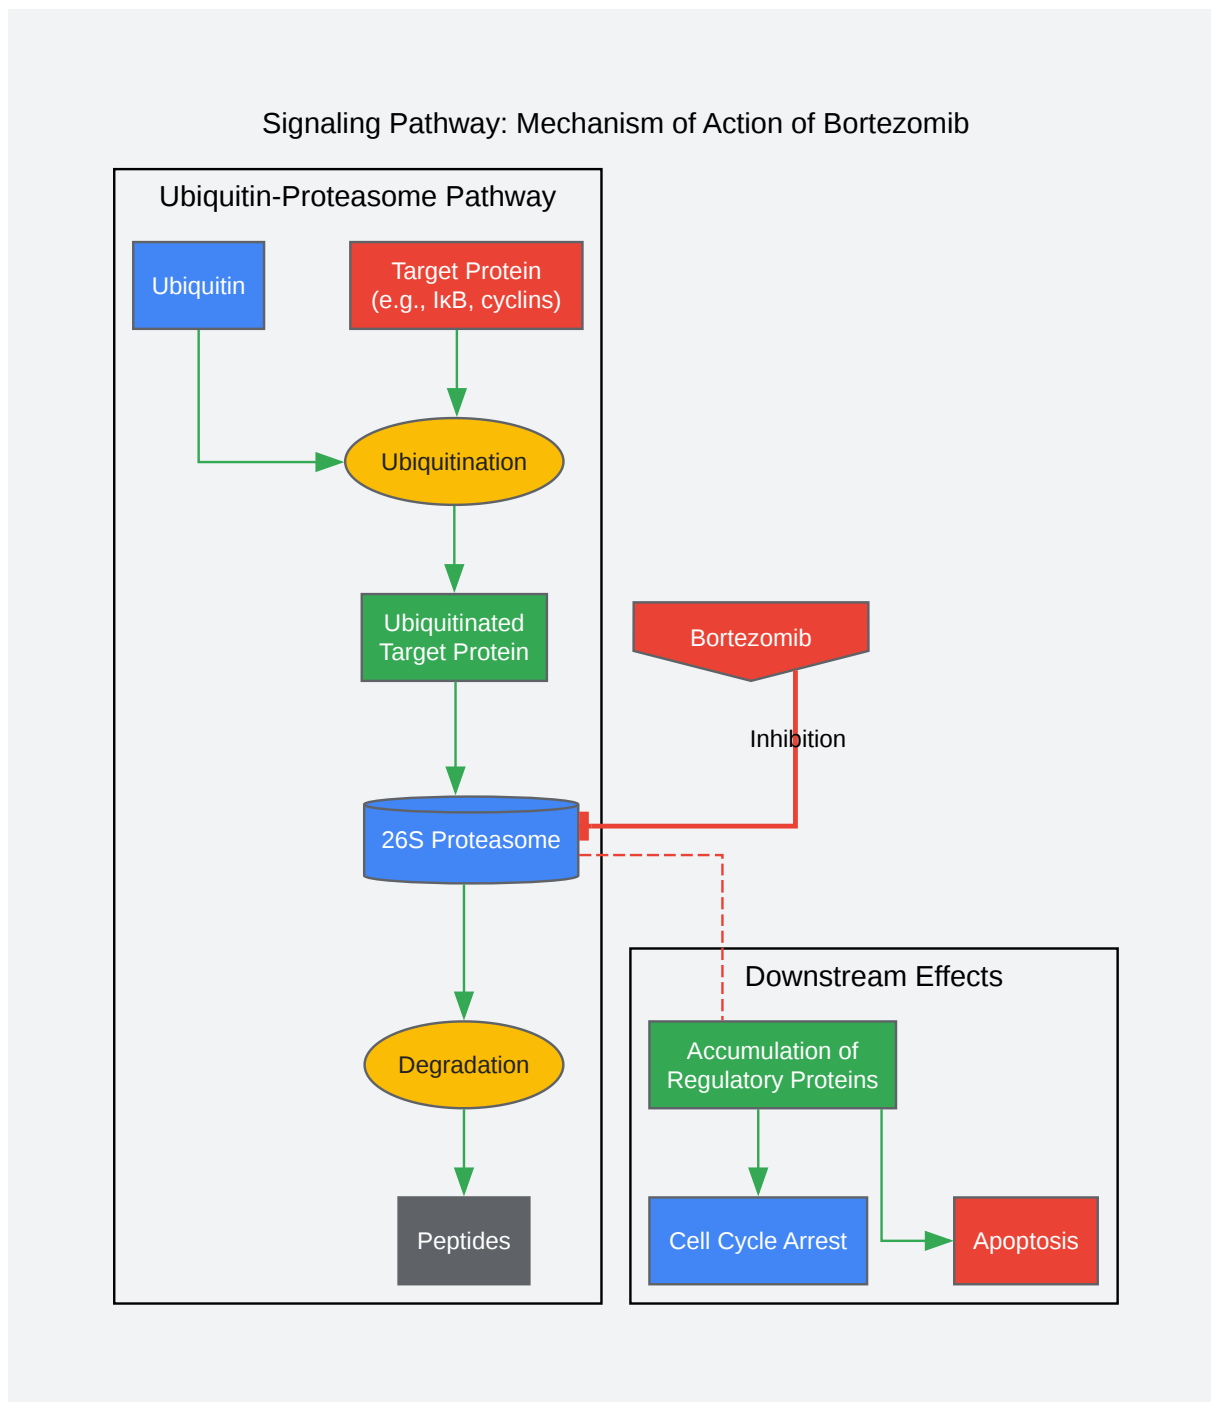 Signaling Pathway: Mechanism of Action of Bortezomib
Ubiquitin-Proteasome Pathway
Ubiquitin
Target Protein
(e.g., IκB, cyclins)
Ubiquitination
Ubiquitinated
Target Protein
Bortezomib
Inhibition
26S Proteasome
Degradation
Peptides
Downstream Effects
Accumulation of
Regulatory Proteins
Cell Cycle Arrest
Apoptosis